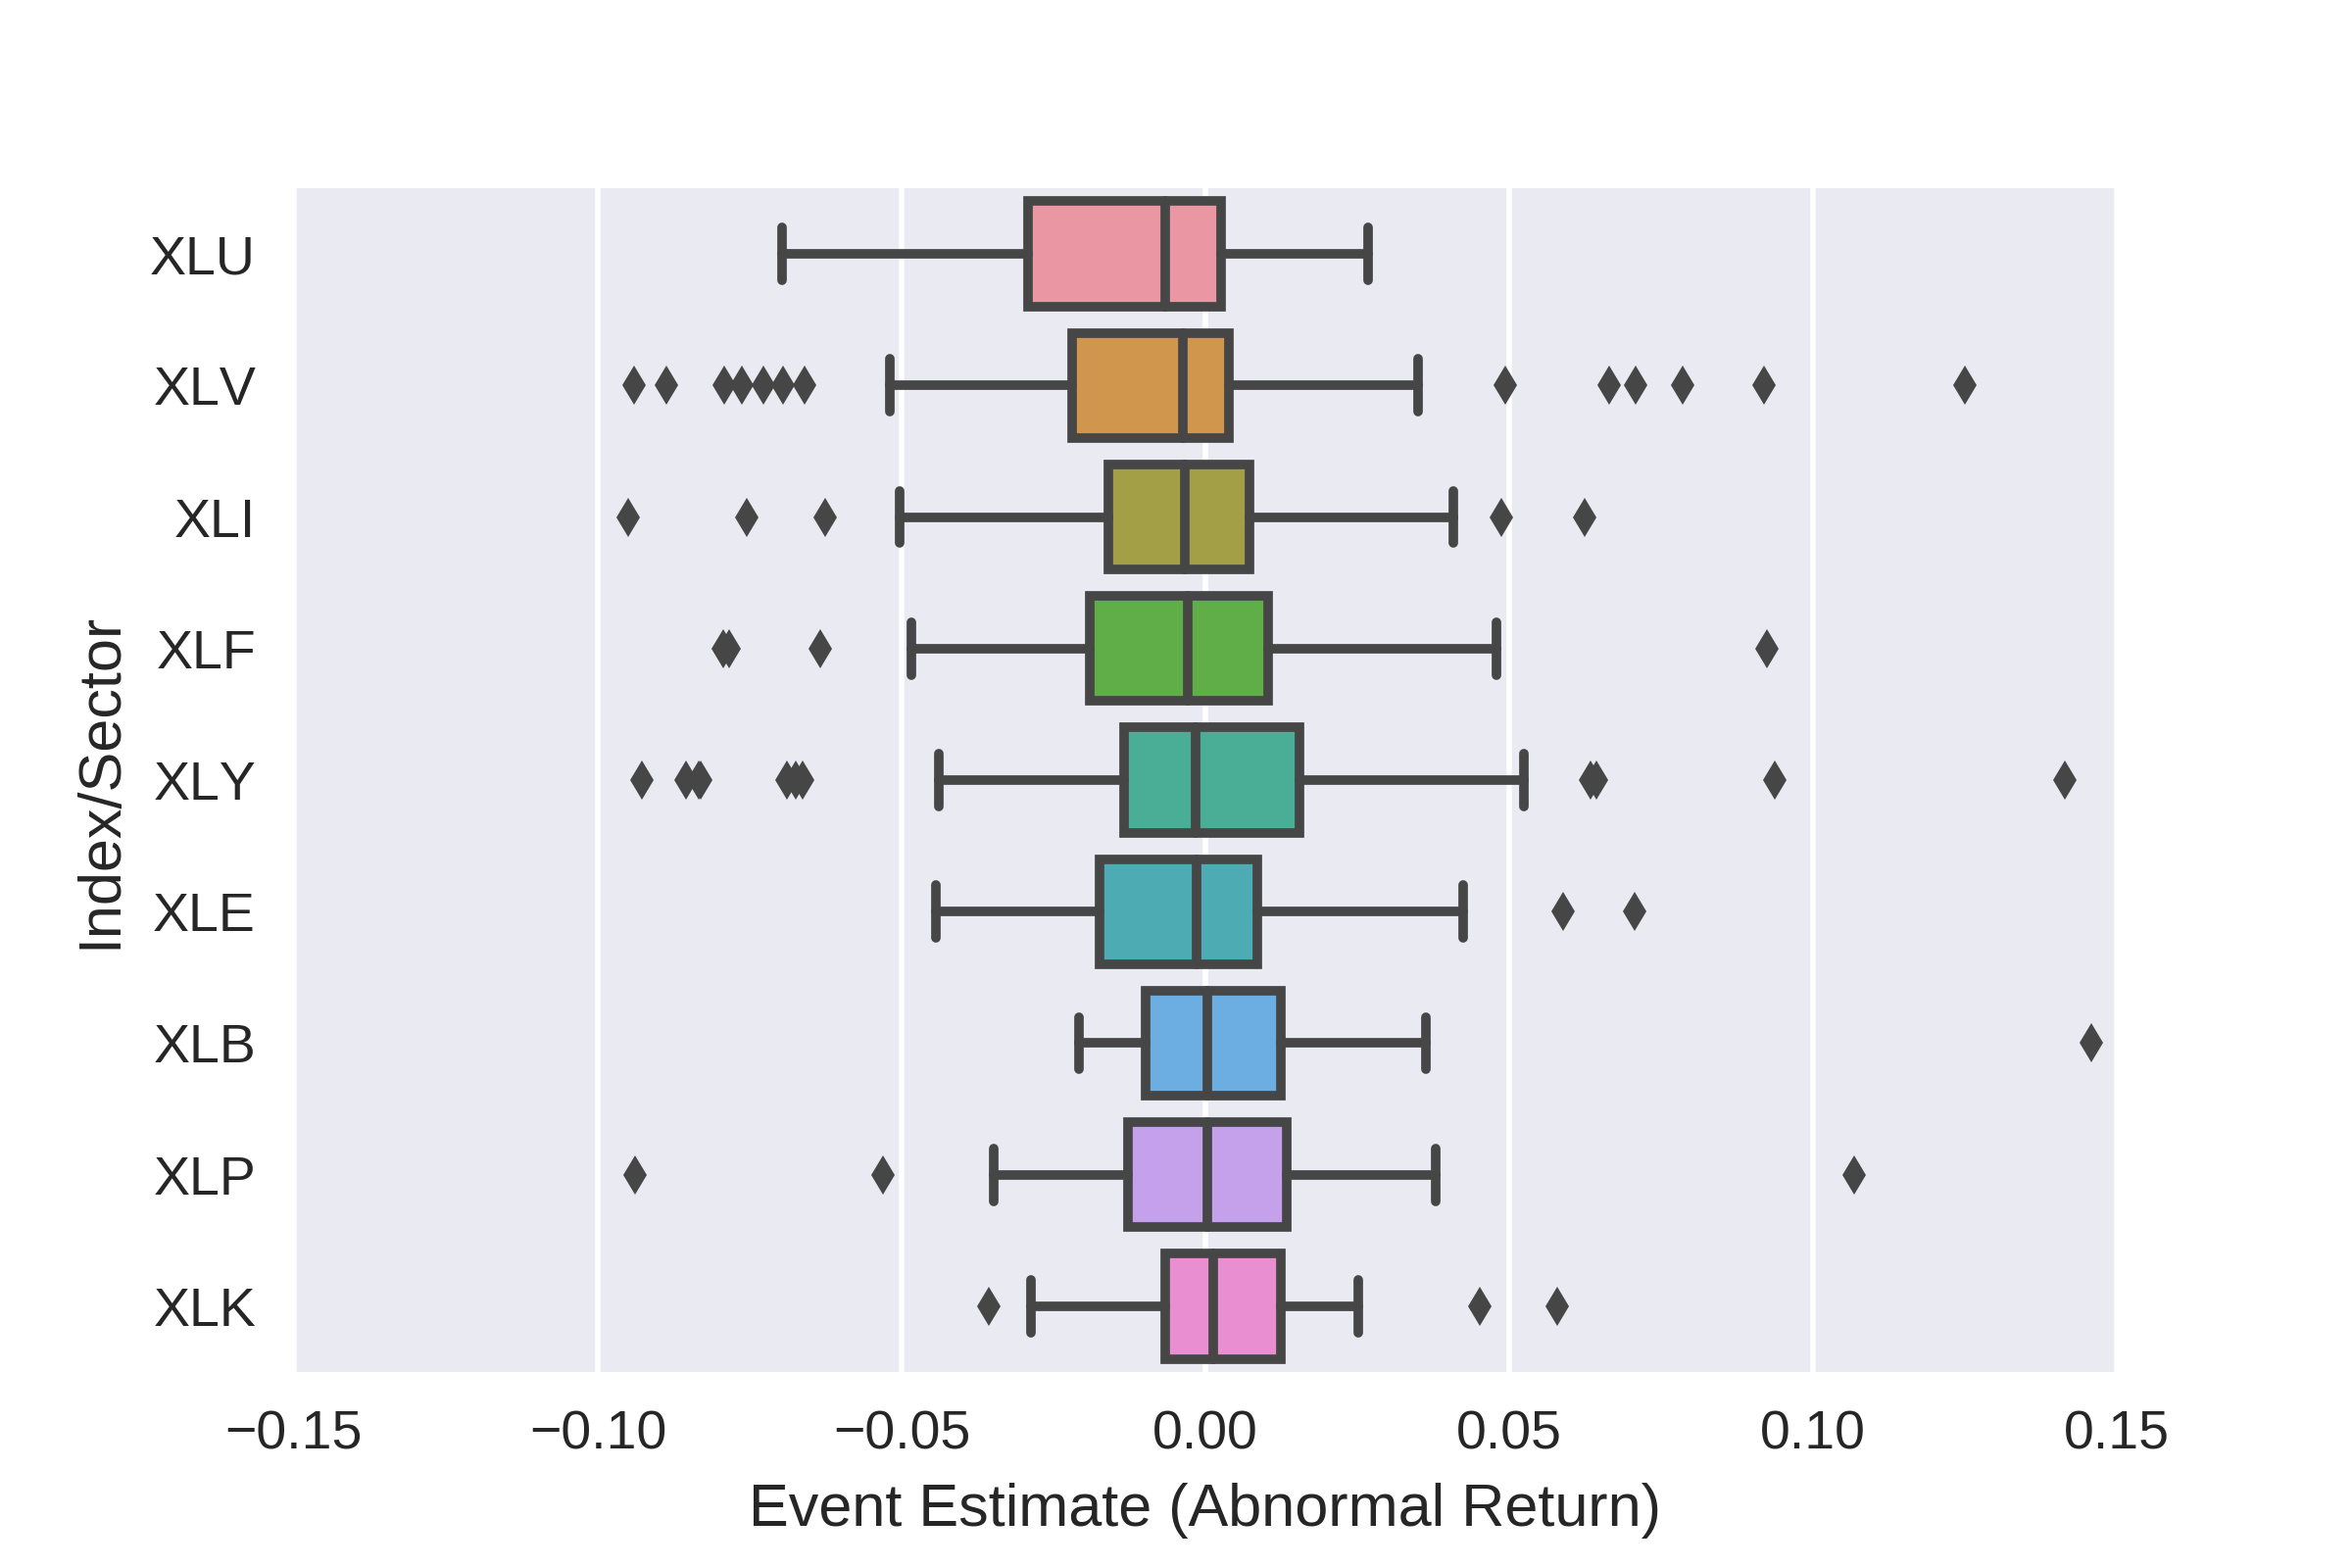 XLU
XLV
XLI
XLF
XLY
XLE
XLB
XLP
XLK
Index/Sector
−0.15 −0.10 −0.05 0.00 0.05 0.10 0.15
Event Estimate (Abnormal Return)